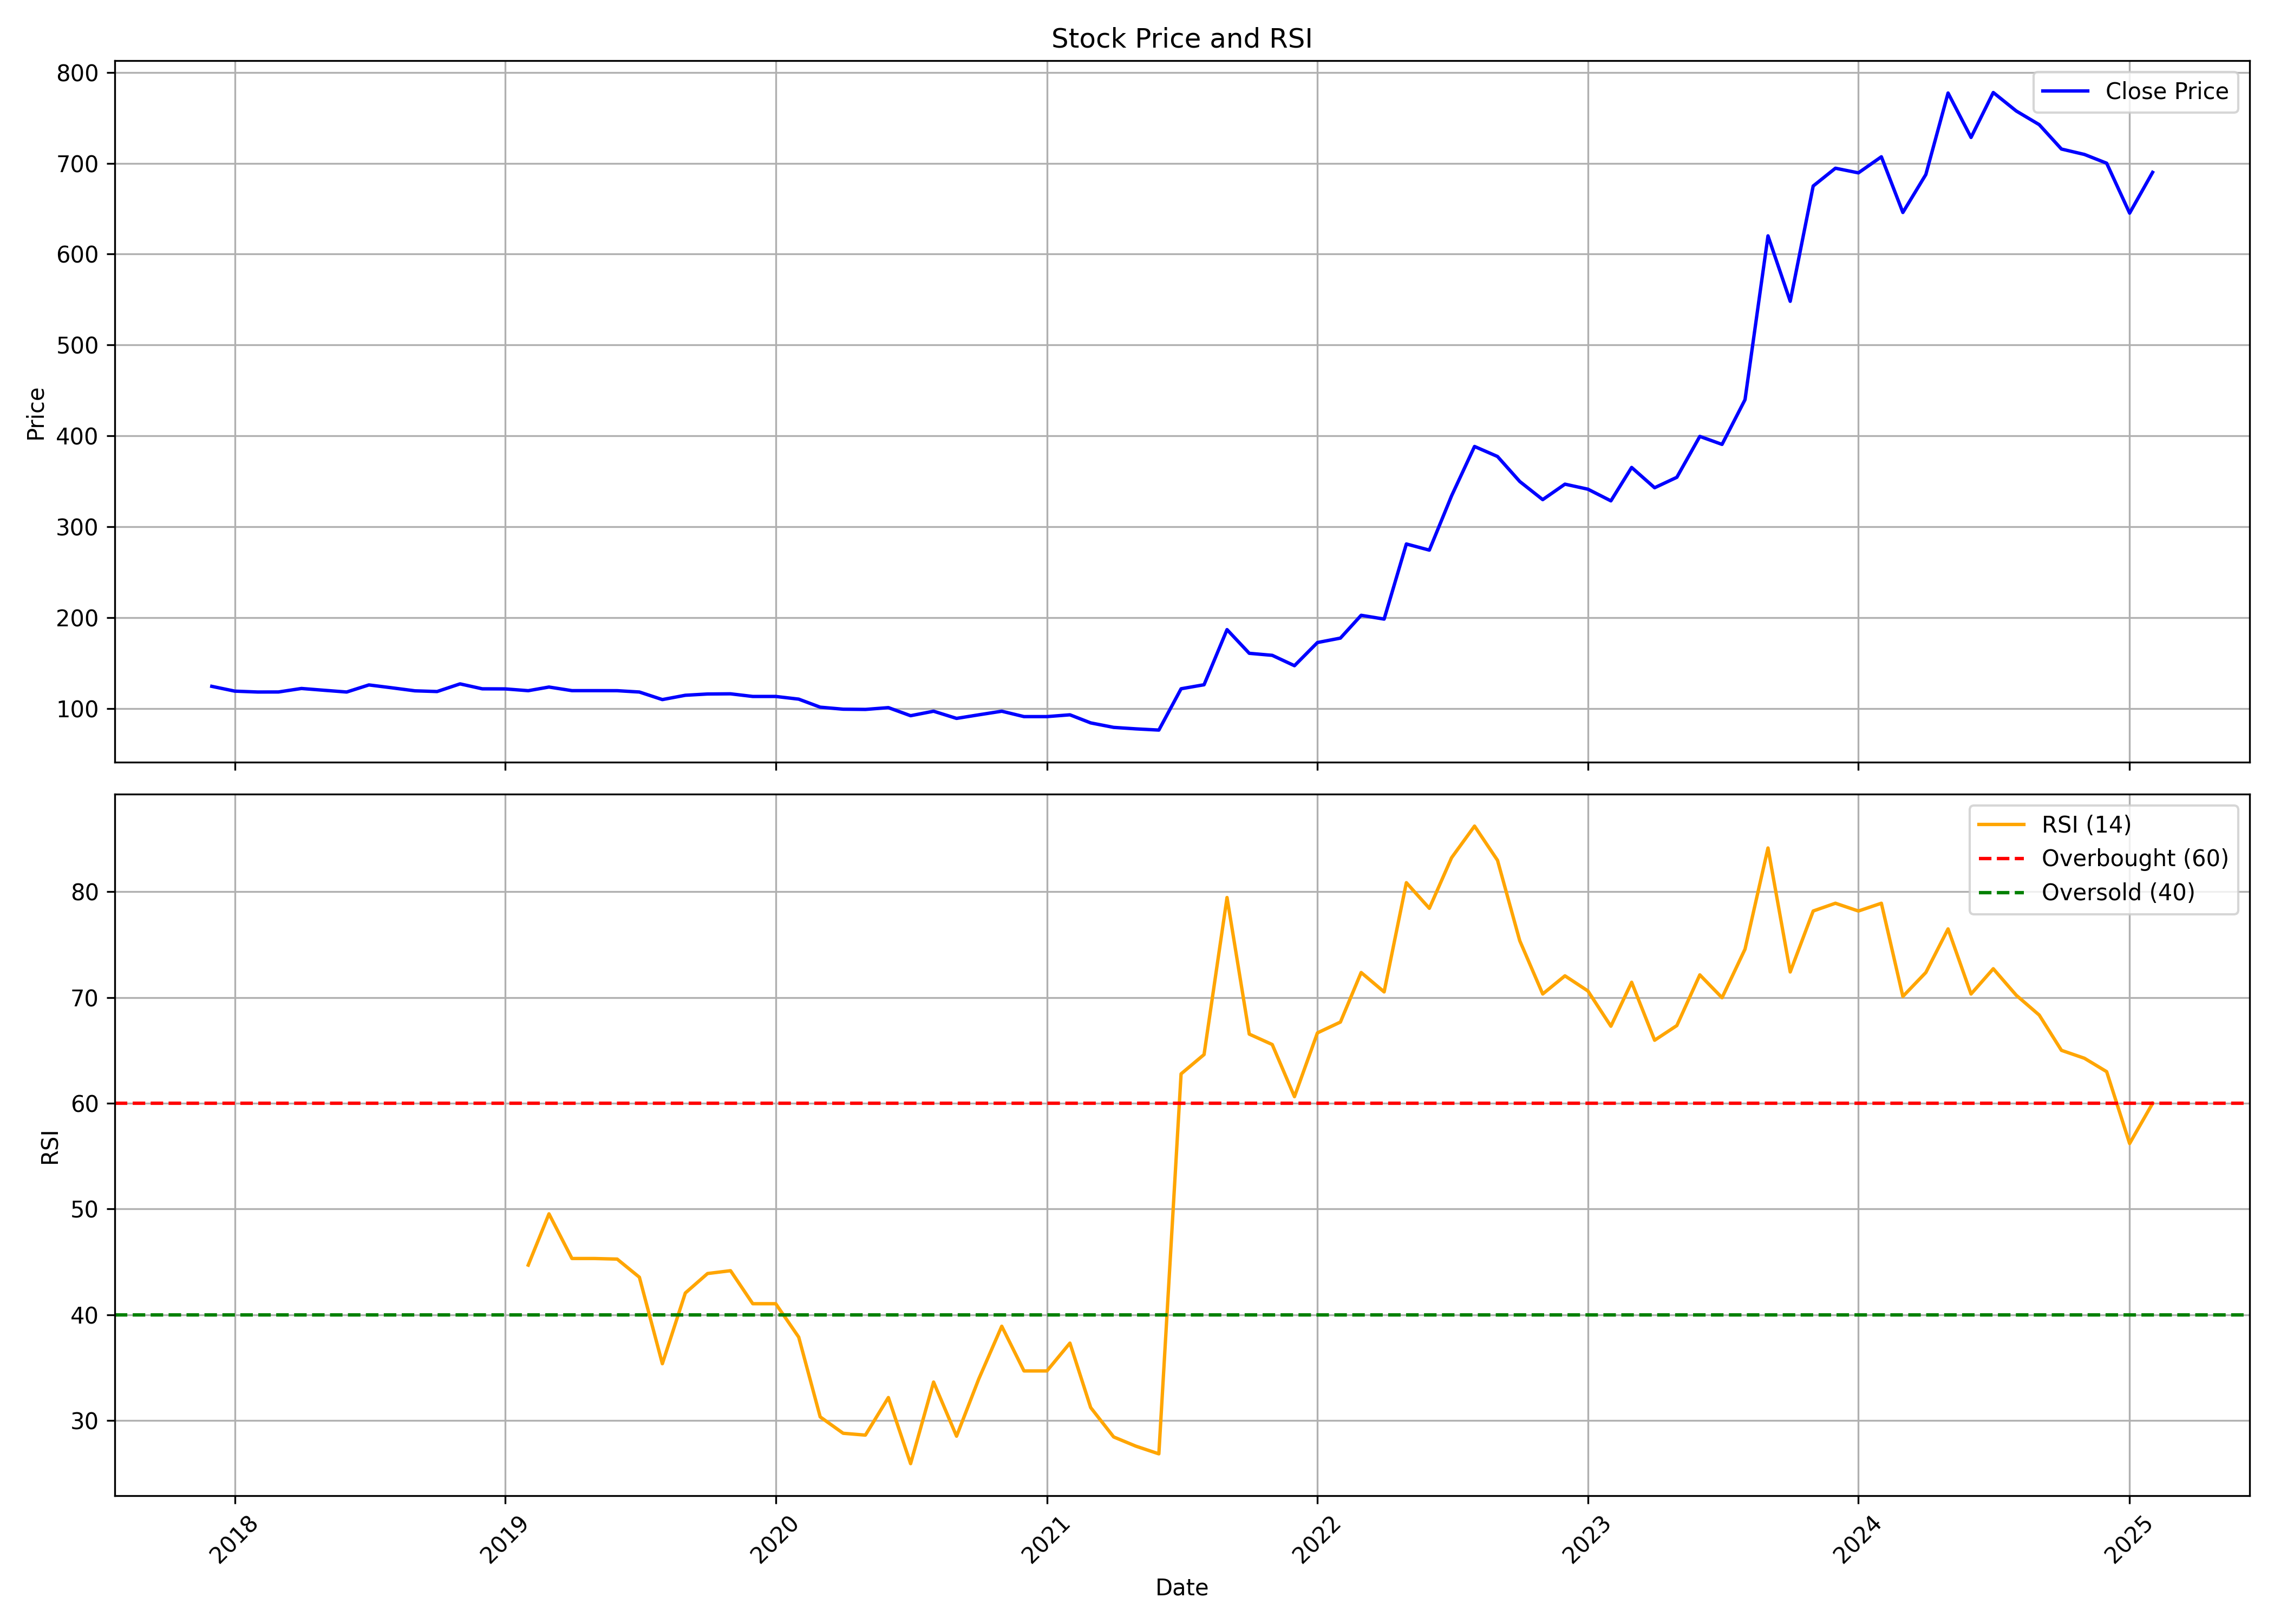 Stock Price and RSI
800
700
600
500
400
300
200
100
Price
Close Price
80
70
60
50
40
30
RSI
RSI (14)
Overbought (60)
Oversold (40)
2018
2019
2020
2021
2022
2023
2024
2025
Date